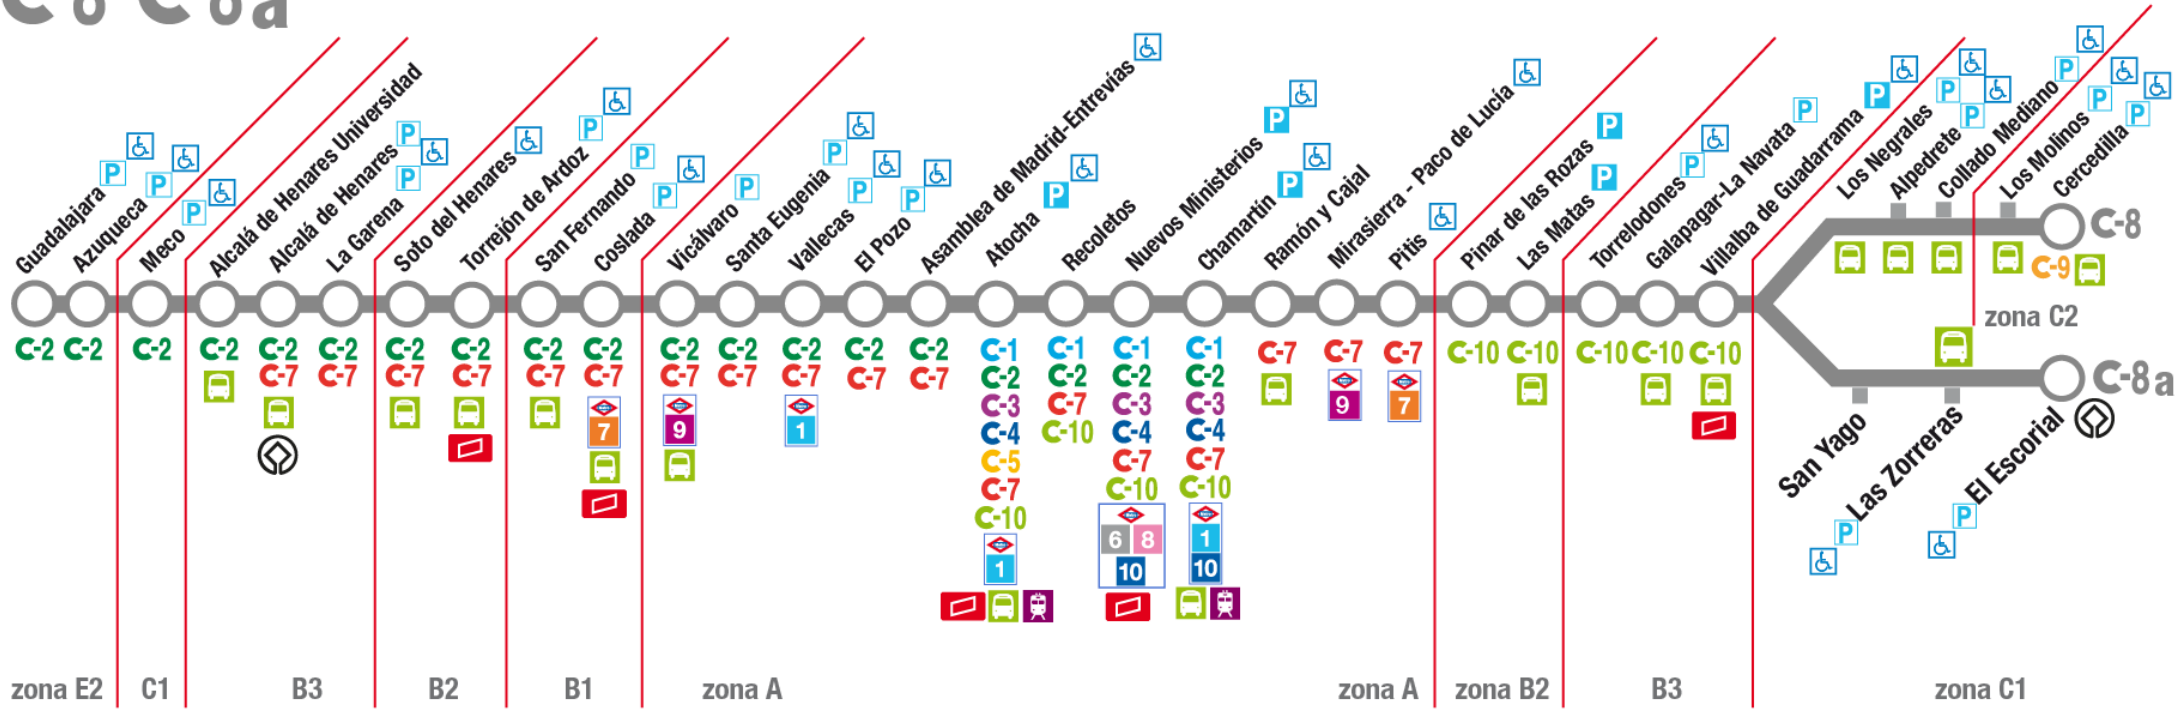 C-8 C-8a
Guadalajara P
Azuqueca P
Meco P
Alcalá de Henares Universidad
Alcalá de Henares P
La Garena P
Soto del Henares
Torrejón de Ardoz P
San Fernando P
Coslada P
Vicálvaro P
Santa Eugenia P
Vallecas P
El Pozo P
Asamblea de Madrid-Entrevías
Atocha P
Recoletos
Nuevos Ministerios P
Chamartín P
Ramón y Cajal
Mirasierra - Paco de Lucía
Pitis
Pinar de las Rozas P
Las Matas P
Torrelodones P
Galapagar-La Navata P
Villalba de Guadarrama P
Los Negrales P
Alpedrete P
Collado Mediano P
Los Molinos P
Cercedilla P
C-8
C-9
zona C2
C-8a
San Yago
Las Zorreras P
El Escorial P
C-2
C-2
C-2
C-2
C-2
C-7
C-2
C-7
C-2
C-7
C-2
C-7
C-2
C-7
C-2
C-7
7
C-2
C-7
9
C-2
C-7
C-2
C-7
1
C-2
C-7
C-2
C-7
C-1
C-2
C-3
C-4
C-5
C-7
C-10
1
C-1
C-2
C-7
C-10
C-1
C-2
C-3
C-4
C-7
C-10
6 8
10
C-1
C-2
C-3
C-4
C-7
C-10
1
10
C-7
C-7
9
C-7
7
C-10
C-10
C-10
C-10
C-10
zona E2 C1 B3 B2 B1 zona A zona A zona B2 B3 zona C1